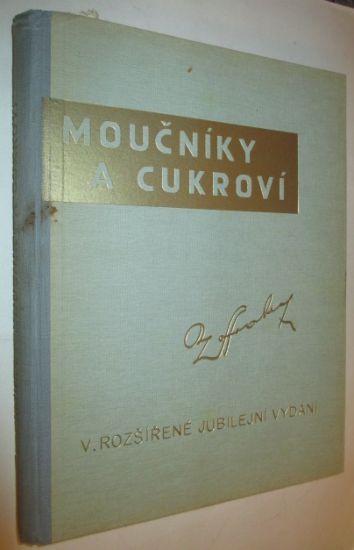 MOUČNÍKY
A CUKROVÍ
V. ROZŠÍŘENÉ JUBILEJNÍ VYDÁNÍ